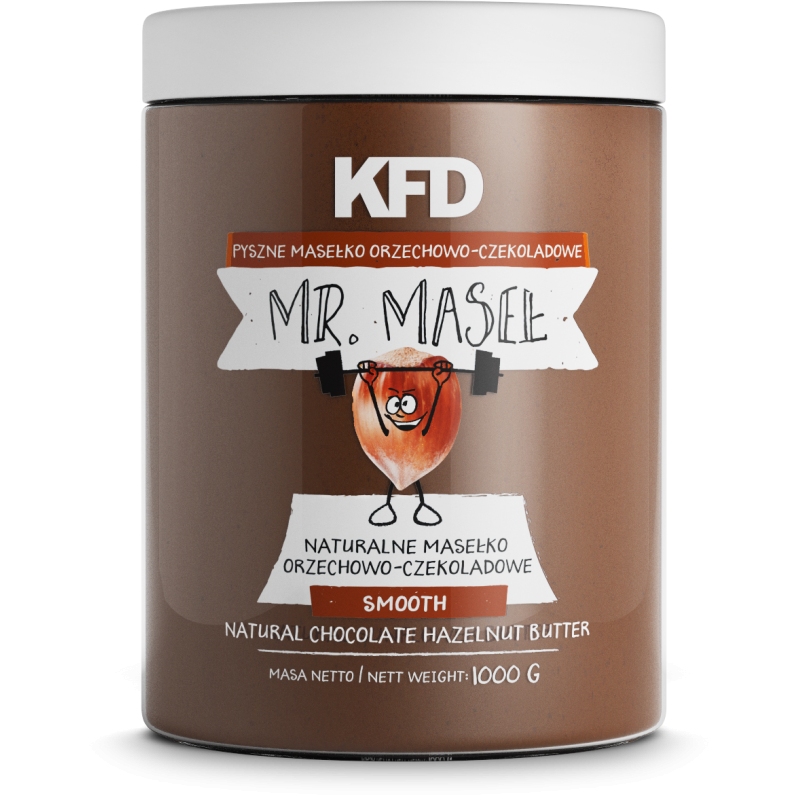 KFD
PYSZNE MASEŁKO ORZECHOWO-CZEKOLADOWE
MR. MASEŁ
NATURALNE MASEŁKO
ORZECHOWO-CZEKOLADOWE
SMOOTH
NATURAL CHOCOLATE HAZELNUT BUTTER
MASA NETTO / NETT WEIGHT: 1000 G